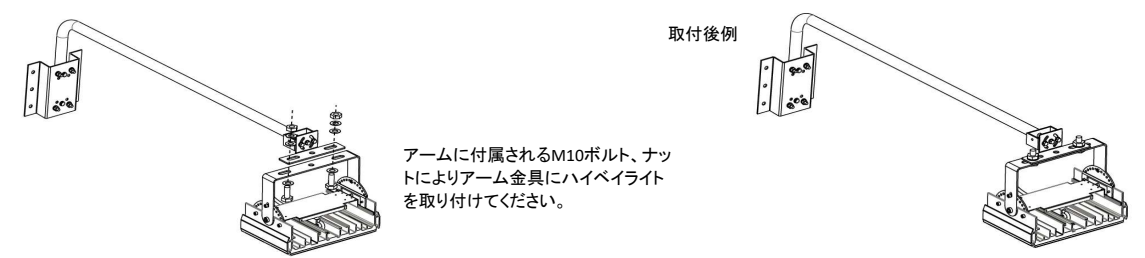 取付後例
アームに付属されるM10ボルト、ナッ
トによりアーム金具にハイベイライト
を取り付けてください。